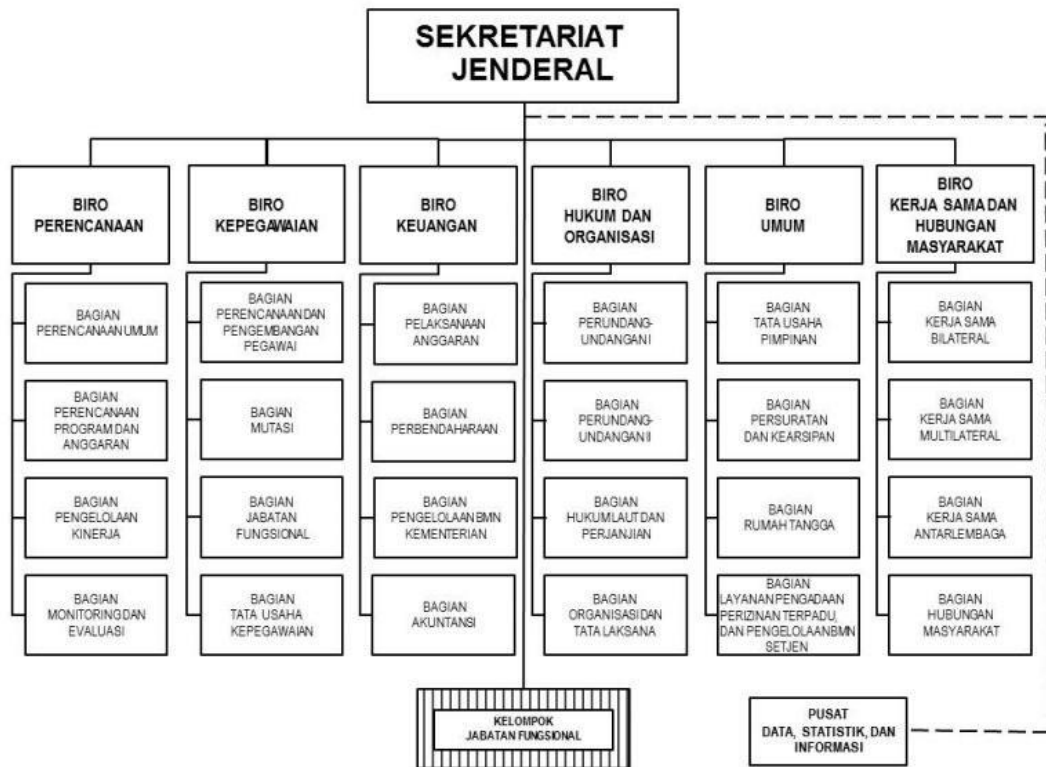 SEKRETARIAT
JENDERAL
BIRO
PERENCANAAN
BIRO
KEPEGAWAIAN
BIRO
KEUANGAN
BIRO
HUKUM DAN
ORGANISASI
BIRO
UMUM
BIRO
KERJA SAMA DAN
HUBUNGAN
MASYARAKAT
BAGIAN
PERENCANAAN UMUM
BAGIAN
PERENCANAAN DAN
PENGEMBANGAN
PEGAWAI
BAGIAN
PELAKSANAAN
ANGGARAN
BAGIAN
PERUNDANG-
UNDANGAN I
BAGIAN
TATA USAHA
PIMPINAN
BAGIAN
KERJA SAMA
BILATERAL
BAGIAN
PERENCANAAN
PROGRAM DAN
ANGGARAN
BAGIAN
MUTASI
BAGIAN
PERBENDAHARAAN
BAGIAN
PERUNDANG-
UNDANGAN II
BAGIAN
PERSURATAN
DAN KEARSIPAN
BAGIAN
KERJA SAMA
MULTILATERAL
BAGIAN
PENGELOLAAN
KINERJA
BAGIAN
JABATAN
FUNGSIONAL
BAGIAN
PENGELOLAAN BMN
KEMENTERIAN
BAGIAN
HUKUM LAUT DAN
PERJANJIAN
BAGIAN
RUMAH TANGGA
BAGIAN
KERJA SAMA
ANTARLEMBAGA
BAGIAN
MONITORING DAN
EVALUASI
BAGIAN
TATA USAHA
KEPEGAWAIAN
BAGIAN
AKUNTANSI
BAGIAN
ORGANISASI DAN
TATA LAKSANA
BAGIAN
LAYANAN PENGADAAN
PERIZINAN TERPADU,
DAN PENGELOLAAN BMN
SETJEN
BAGIAN
HUBUNGAN
MASYARAKAT
KELOMPOK
JABATAN FUNGSIONAL
PUSAT
DATA, STATISTIK, DAN
INFORMASI